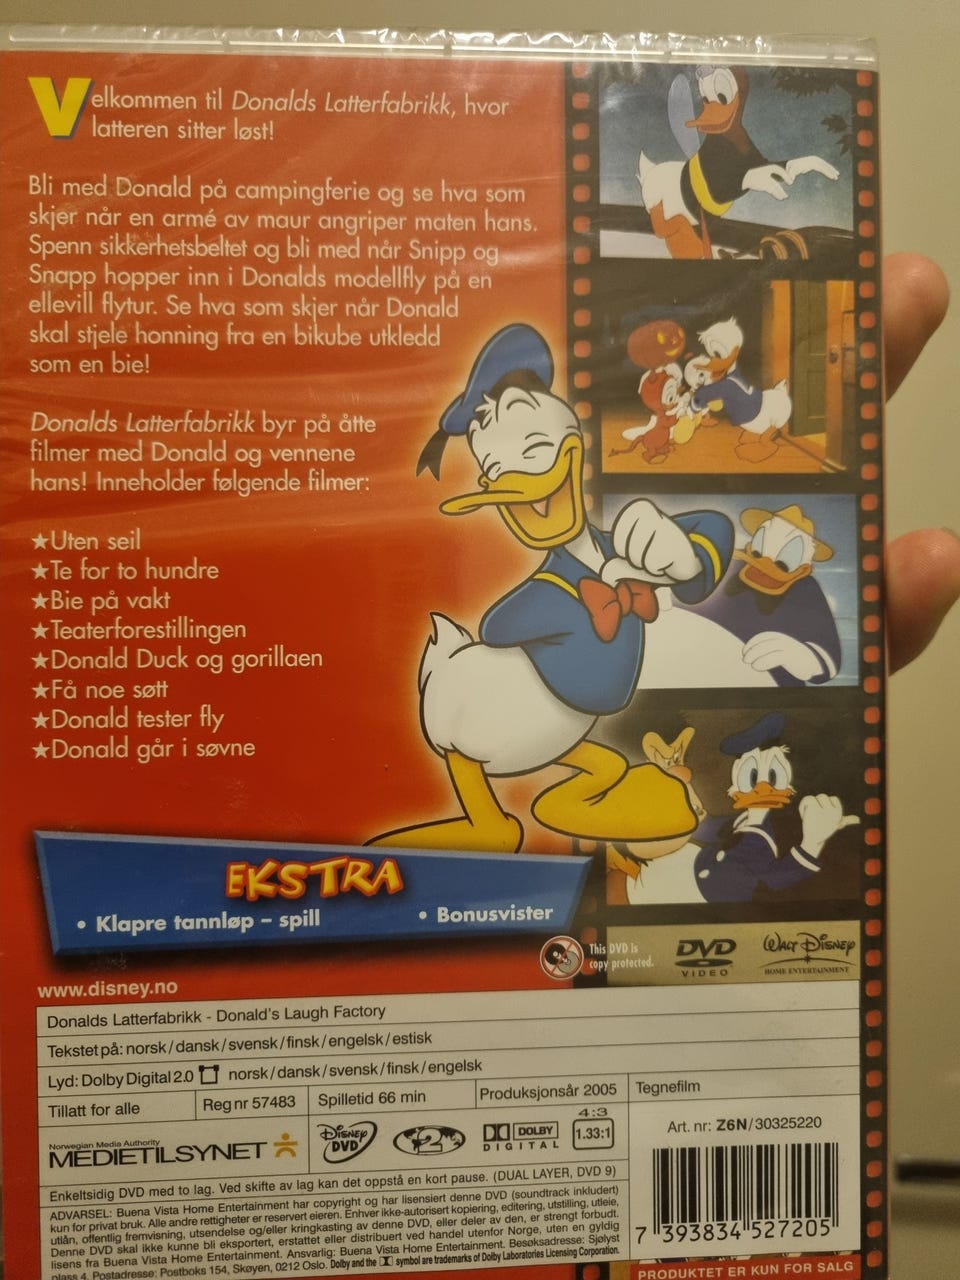 Velkommen til Donalds Latterfabrikk, hvor
latteren sitter løst!
Bli med Donald på campingferie og se hva som
skjer når en armé av maur angriper maten hans.
Spenn sikkerhetsbeltet og bli med når Snipp og
Snapp hopper inn i Donalds modellfly på en
ellevill flytur. Se hva som skjer når Donald
skal stjele honning fra en bikube utkledd
som en bie!
Donalds Latterfabrikk byr på åtte
filmer med Donald og vennene
hans! Inneholder følgende filmer:
★Uten seil
★Te for to hundre
★Bie på vakt
★Teaterforestillingen
★Donald Duck og gorillaen
★Få noe søtt
★Donald tester fly
★Donald går i søvne
EKSTRA
• Klapre tannløp – spill
• Bonusvister
This DVD is
copy protected.
DVD
VIDEO
WALT DISNEY
HOME ENTERTAINMENT
www.disney.no
Donalds Latterfabrikk - Donald's Laugh Factory
Tekstet på: norsk/dansk/svensk/finsk/engelsk/estisk
Lyd: Dolby Digital 2.0 norsk/dansk/svensk/finsk/engelsk
Tillatt for alle
Reg nr 57483
Spilletid 66 min
Produksjonsår 2005
Tegnefilm
Norwegian Media Authority
MEDIETILSYNET
DISNEY DVD
2
DOLBY
DIGITAL
4:3
1.33:1
Art. nr: Z6N/30325220
Enkeltsidig DVD med to lag. Ved skifte av lag kan det oppstå en kort pause. (DUAL LAYER, DVD 9)
ADVARSEL: Buena Vista Home Entertainment har copyright og har lisensiert denne DVD (soundtrack inkludert)
kun for privat bruk. Alle andre rettigheter er reservert eieren. Enhver ikke-autorisert kopiering, editering, utstilling, utleie,
utlån, offentlig fremvisning, utsendelse og/eller kringkasting av denne DVD, eller deler av den, er strengt forbudt.
Denne DVD skal ikke kunne bli eksportert, erstattet eller distribuert ved handel utenfor Norge, uten en gyldig
lisens fra Buena Vista Home Entertainment. Ansvarlig: Buena Vista Home Entertainment. Besøksadresse: Sjølyst
plass 4. Postadresse: Postboks 154, Skøyen, 0212 Oslo. Dolby and the symbol are trademarks of Dolby Laboratories Licensing Corporation.
7 393834 527205
PRODUKTET ER KUN FOR SALG